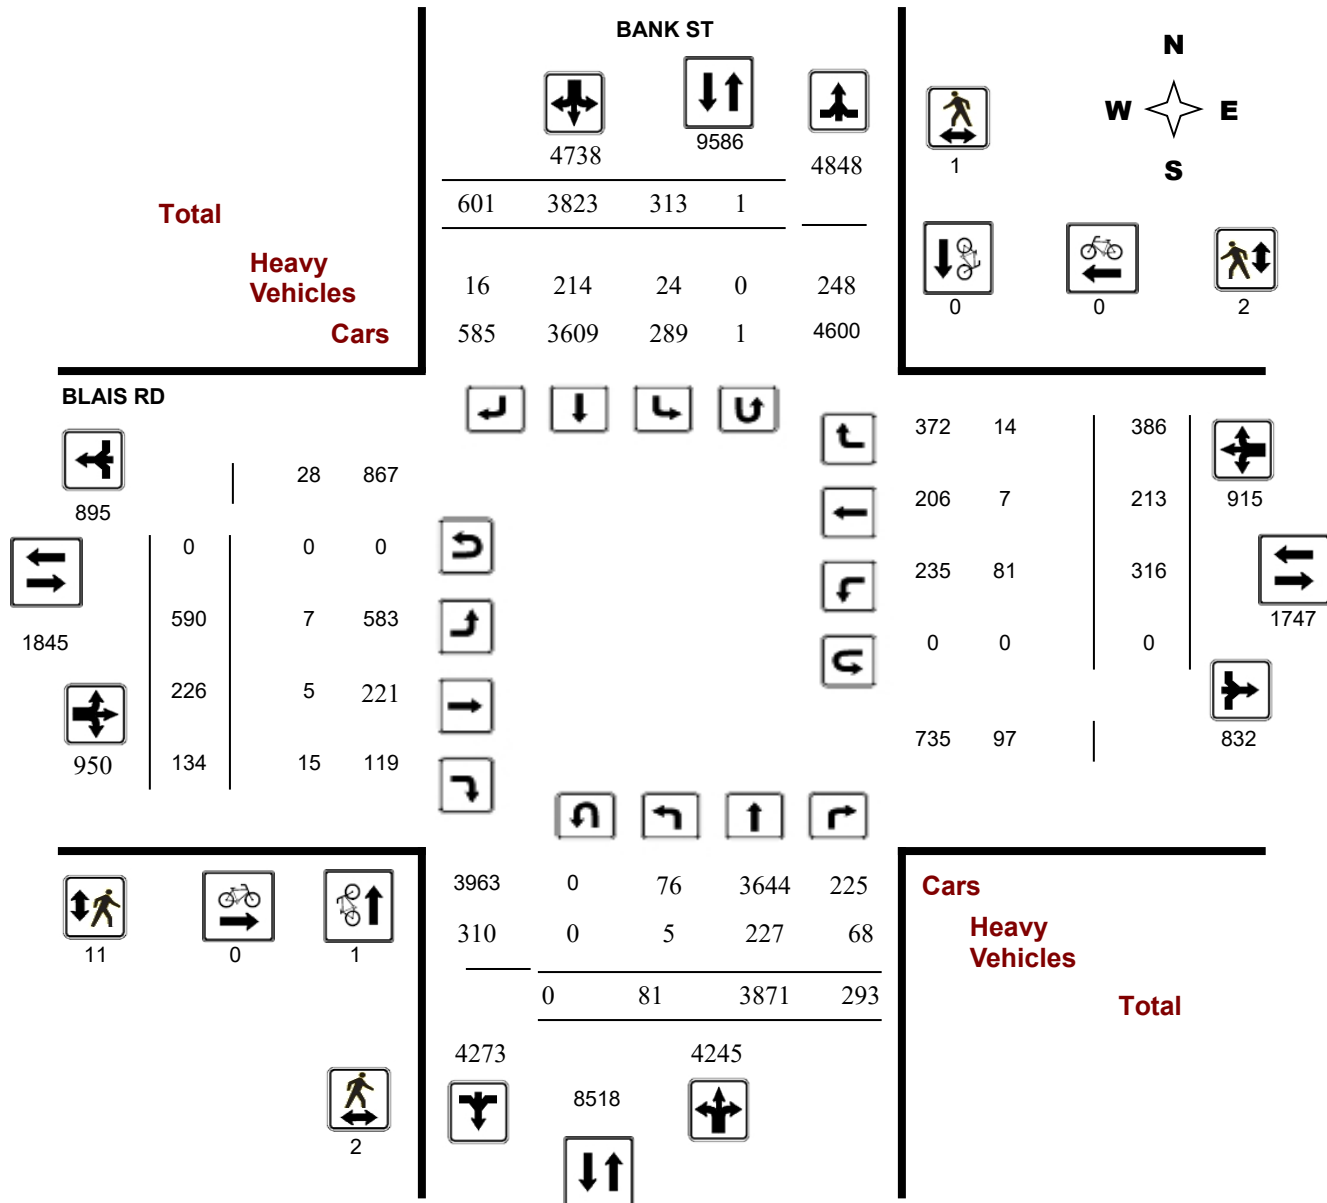 BANK ST
N
W E
S
4738 9586 4848 1
601 3823 313 1
Total
Heavy
Vehicles
16 214 24 0 248
Cars
585 3609 289 1 4600
0 0 2
BLAIS RD
372 14 386
28 867
895
206 7 213 915
0 0 0
235 81 316
590 7 583
1845
1747
0 0 0
226 5 221
735 97 832
950 134 15 119
3963 0 76 3644 225
Cars
310 0 5 227 68
Heavy
Vehicles
11 0 1
0 81 3871 293
Total
4273 4245
8518
2